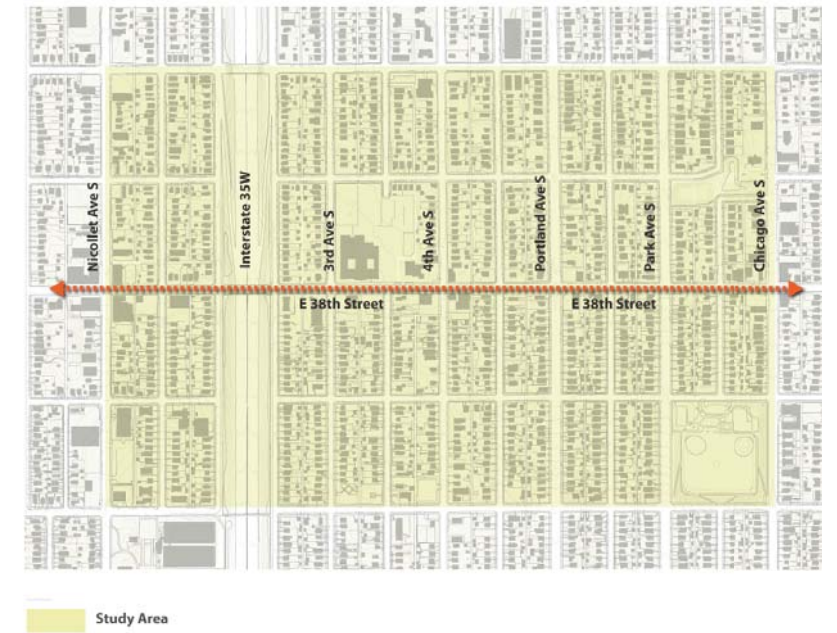 Nicollet Ave S
Interstate 35W
3rd Ave S
4th Ave S
Portland Ave S
Park Ave S
Chicago Ave S
E 38th Street
E 38th Street
Study Area